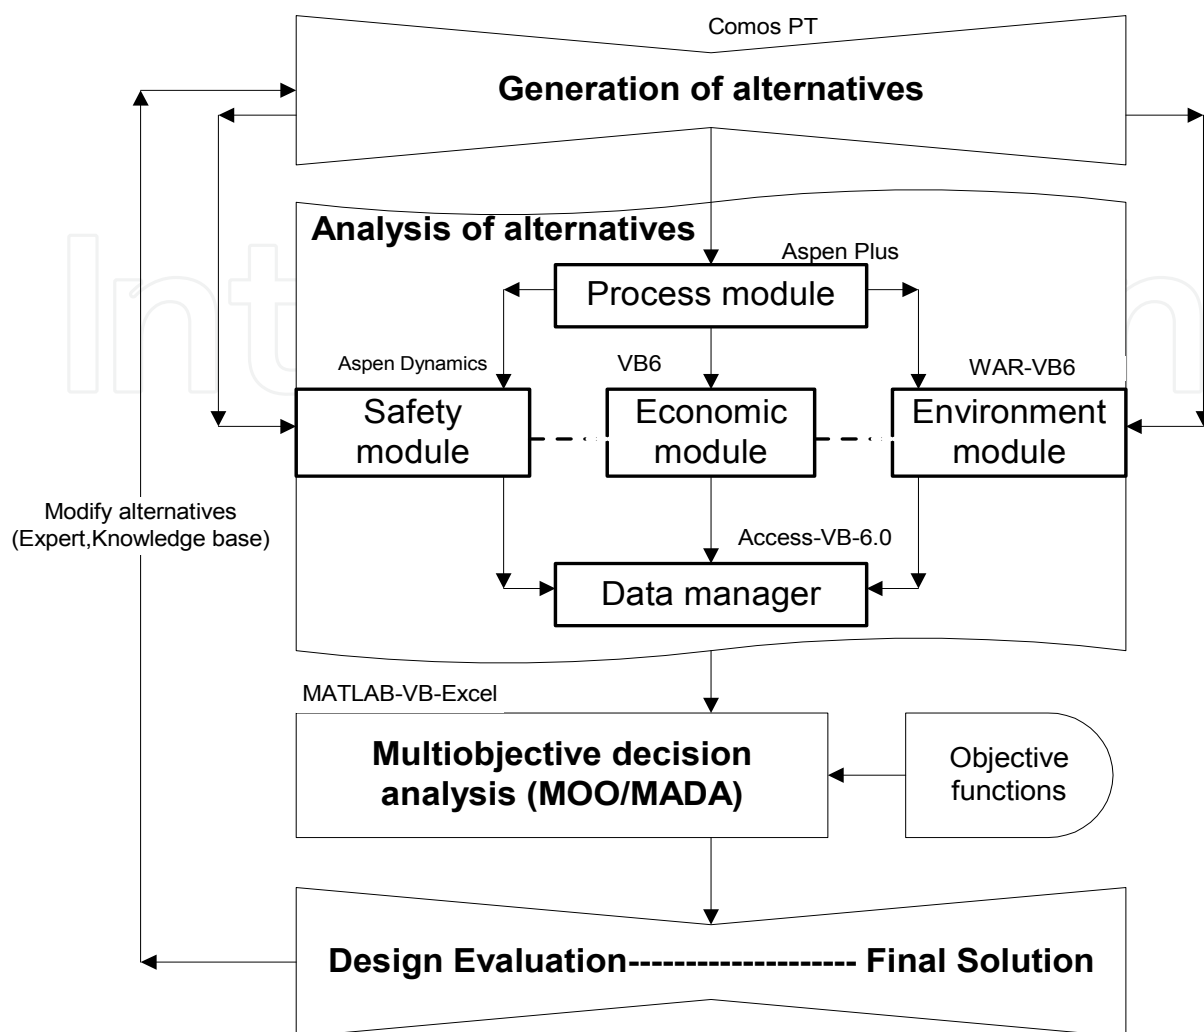 Comos PT
Generation of alternatives
Analysis of alternatives
Aspen Plus
Process module
Aspen Dynamics
VB6
WAR-VB6
Safety
module
Economic
module
Environment
module
Modify alternatives
(Expert,Knowledge base)
Access-VB-6.0
Data manager
MATLAB-VB-Excel
Multiobjective decision
analysis (MOO/MADA)
Objective
functions
Design Evaluation------------------- Final Solution